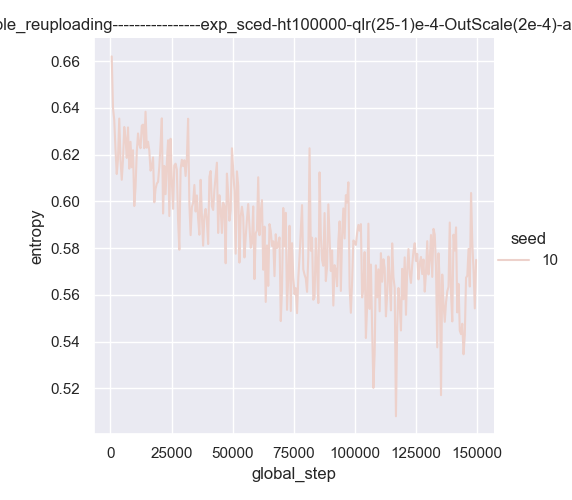 ble_reuploading----------------exp_sced-ht100000-qlr(25-1)e-4-OutScale(2e-4)-a
0.66
0.64
0.62
0.60
0.58
0.56
0.54
0.52
entropy
0 25000 50000 75000 100000 125000 150000
global_step
seed
10